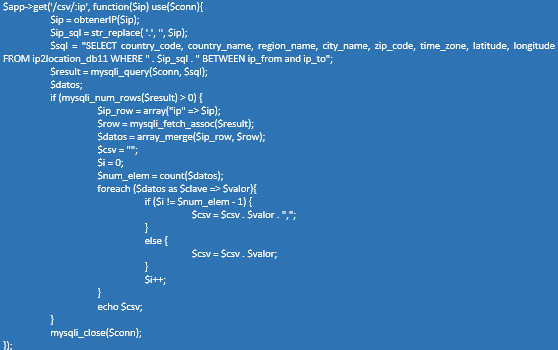 $app->get('/csv/:ip', function($ip) use($conn){
$ip = obtenerIP($ip);
$ip_sql = str_replace( '.', '', $ip);
$sql = "SELECT country_code, country_name, region_name, city_name, zip_code, time_zone, latitude, longitude
FROM ip2location_db11 WHERE " . $ip_sql . " BETWEEN ip_from and ip_to";
$result = mysqli_query($conn, $sql);
$datos;
if (mysqli_num_rows($result) > 0) {
$ip_row = array("ip" => $ip);
$row = mysqli_fetch_assoc($result);
$datos = array_merge($ip_row, $row);
$csv = "";
$i = 0;
$num_elem = count($datos);
foreach ($datos as $clave => $valor){
if ($i != $num_elem - 1) {
$csv = $csv . $valor . ",";
}
else {
$csv = $csv . $valor;
}
$i++;
}
echo $csv;
}
mysqli_close($conn);
});